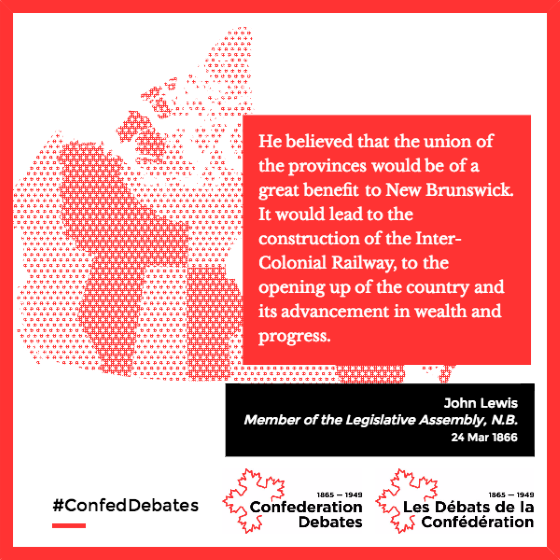 He believed that the union of
the provinces would be of a
great benefit to New Brunswick.
It would lead to the
construction of the Inter-
Colonial Railway, to the
opening up of the country and
its advancement in wealth and
progress.
John Lewis
Member of the Legislative Assembly, N.B.
24 Mar 1866
#ConfedDebates
1865 — 1949
Confederation
Debates
1865 — 1949
Les Débats de la
Confédération